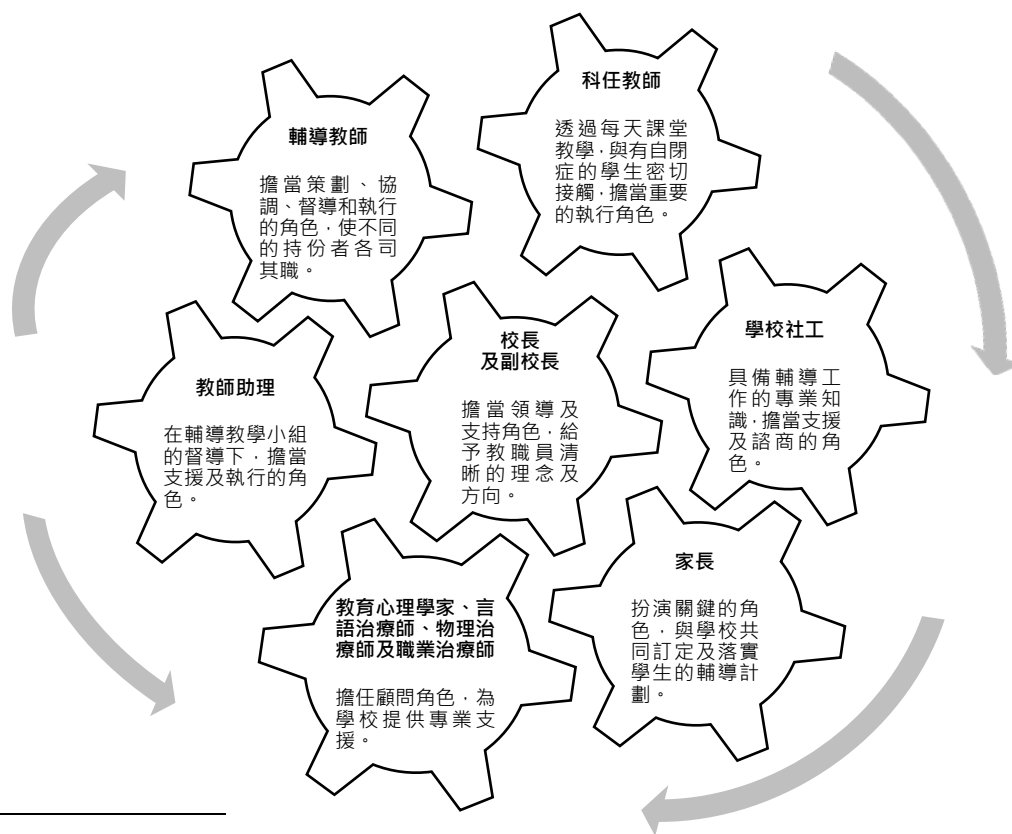 科任教師
透過每天課堂
教學，與有自閉
症的學生密切
接觸，擔當重要
的執行角色。
輔導教師
擔當策劃、協
調、督導和執行
的角色，使不同
的持份者各司
其職。
校長
及副校長
擔當領導及
支持角色，給
予教職員清
晰的理念及
方向。
學校社工
具備輔導工
作的專業知
識，擔當支援
及諮商的角
色。
教師助理
在輔導教學小組
的督導下，擔當
支援及執行的角
色。
家長
扮演關鍵的角
色，與學校共
同訂定及落實
學生的輔導計
劃。
教育心理學家、言
語治療師、物理治
療師及職業治療師
擔任顧問角色，為
學校提供專業支
援。